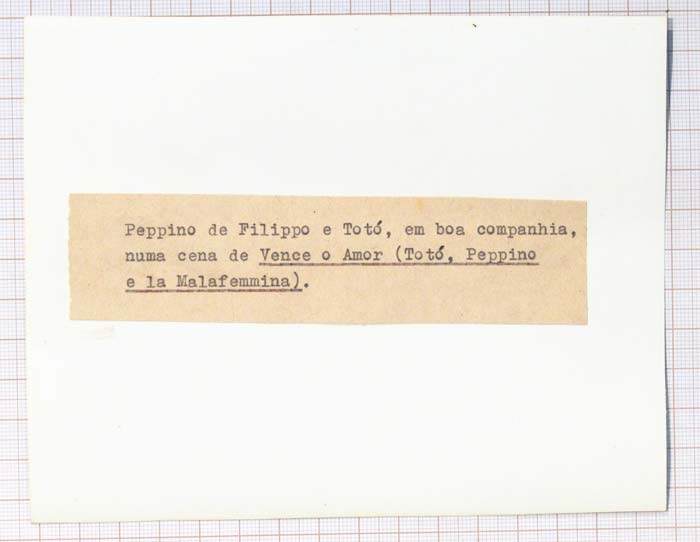 Peppino de Filippo e Totó, em boa companhia,
numa cena de Vence o Amor (Totó, Peppino
e la Malafemmina).